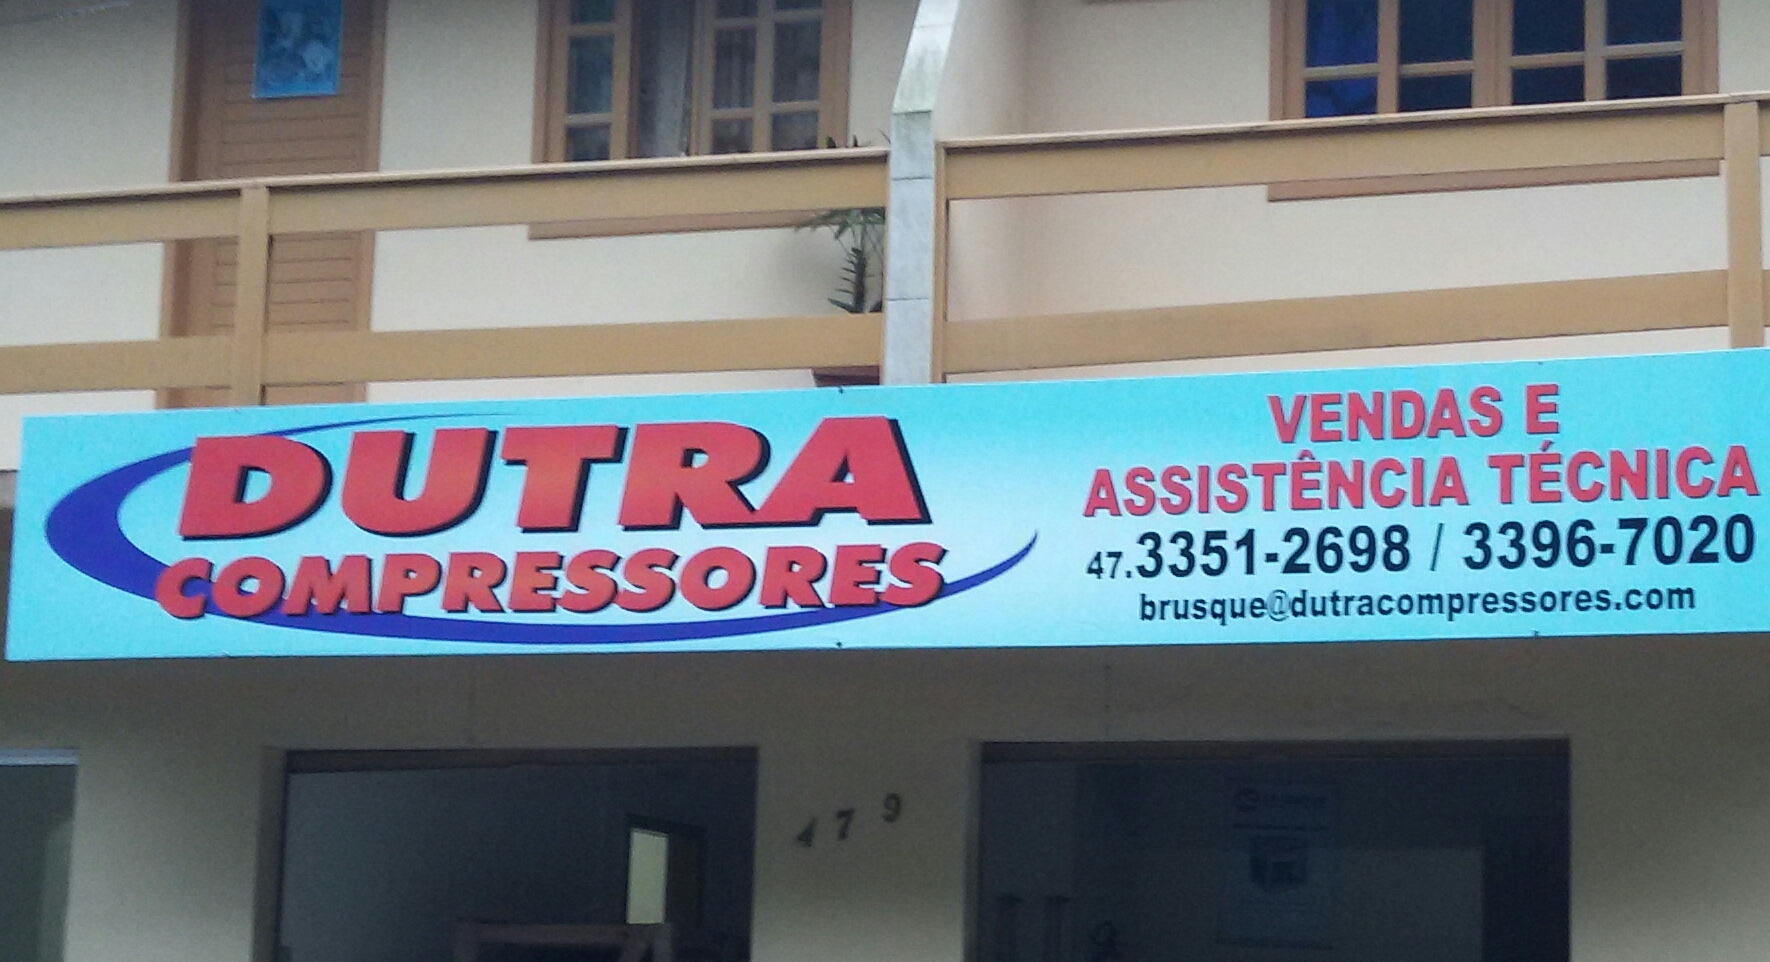 DUTRA
COMPRESSORES
VENDAS E
ASSISTÊNCIA TÉCNICA
47.3351-2698 / 3396-7020
brusque@dutracompressores.com
479